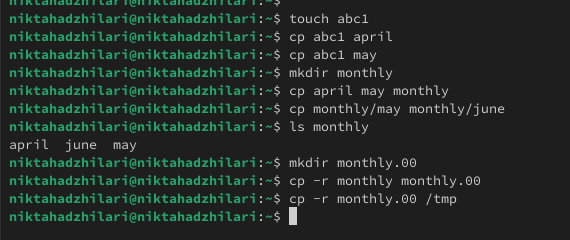 niktahadzhilari@niktahadzhilari:~$
niktahadzhilari@niktahadzhilari:~$ touch abc1
niktahadzhilari@niktahadzhilari:~$ cp abc1 april
niktahadzhilari@niktahadzhilari:~$ cp abc1 may
niktahadzhilari@niktahadzhilari:~$ mkdir monthly
niktahadzhilari@niktahadzhilari:~$ cp april may monthly
niktahadzhilari@niktahadzhilari:~$ cp monthly/may monthly/june
niktahadzhilari@niktahadzhilari:~$ ls monthly
april  june  may
niktahadzhilari@niktahadzhilari:~$ mkdir monthly.00
niktahadzhilari@niktahadzhilari:~$ cp -r monthly monthly.00
niktahadzhilari@niktahadzhilari:~$ cp -r monthly.00 /tmp
niktahadzhilari@niktahadzhilari:~$